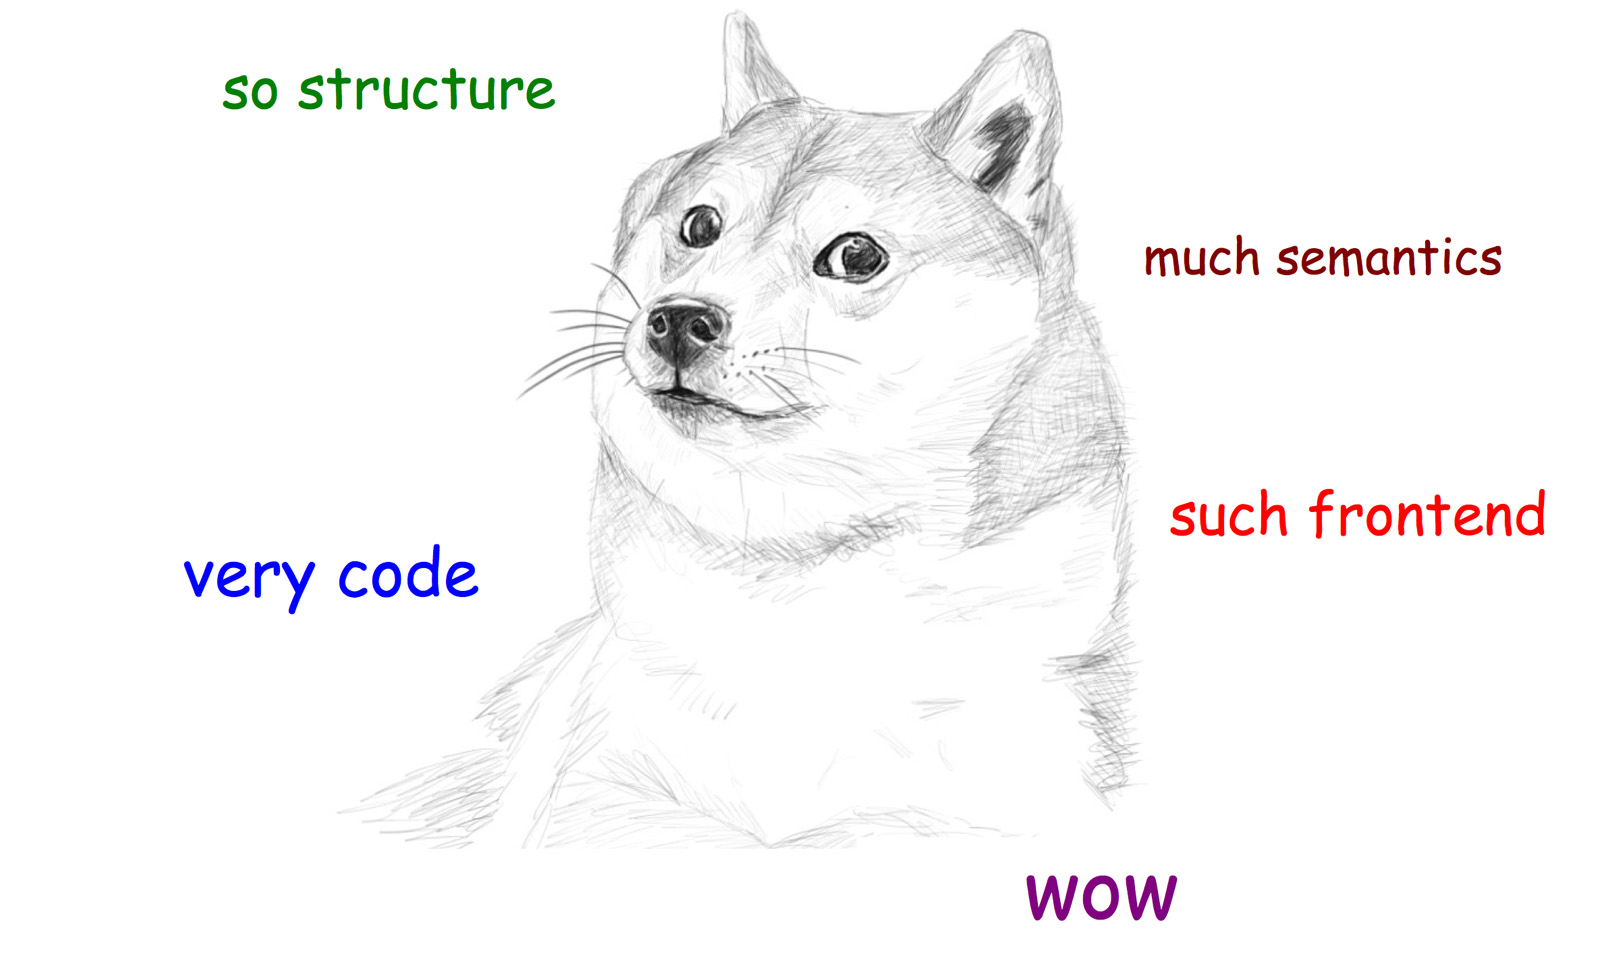 so structure
much semantics
such frontend
very code
wow